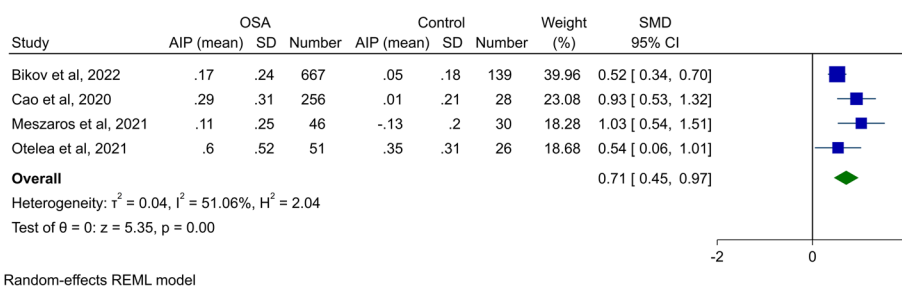 OSA Control Weight SMD
Study AIP (mean) SD Number AIP (mean) SD Number (%) 95% CI
Bikov et al, 2022 .17 .24 667 .05 .18 139 39.96 0.52 [ 0.34, 0.70]
Cao et al, 2020 .29 .31 256 .01 .21 28 23.08 0.93 [ 0.53, 1.32]
Meszaros et al, 2021 .11 .25 46 -.13 .2 30 18.28 1.03 [ 0.54, 1.51]
Otelea et al, 2021 .6 .52 51 .35 .31 26 18.68 0.54 [ 0.06, 1.01]
Overall 0.71 [ 0.45, 0.97]
Heterogeneity: τ² = 0.04, I² = 51.06%, H² = 2.04
Test of θ = 0: z = 5.35, p = 0.00
-2 0
Random-effects REML model